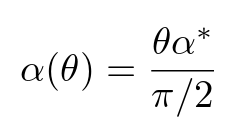 α(θ) = θα* / π/2